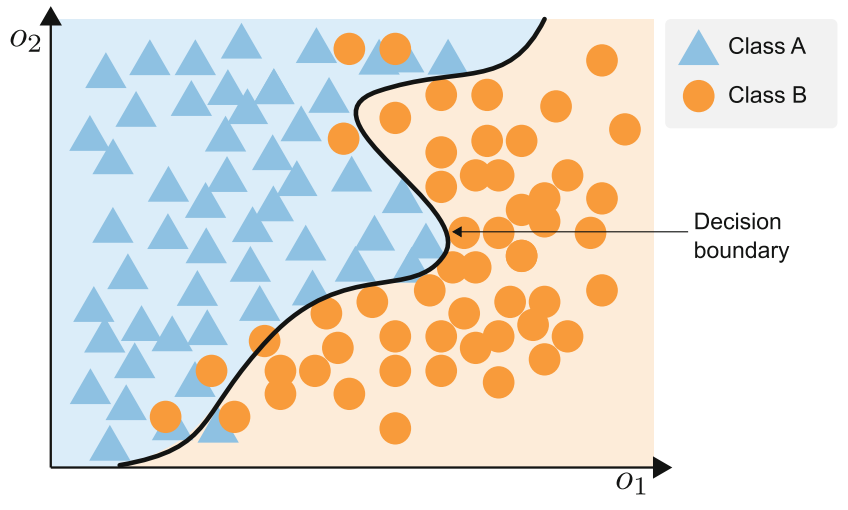 o₂
Class A
Class B
Decision
boundary
o₁